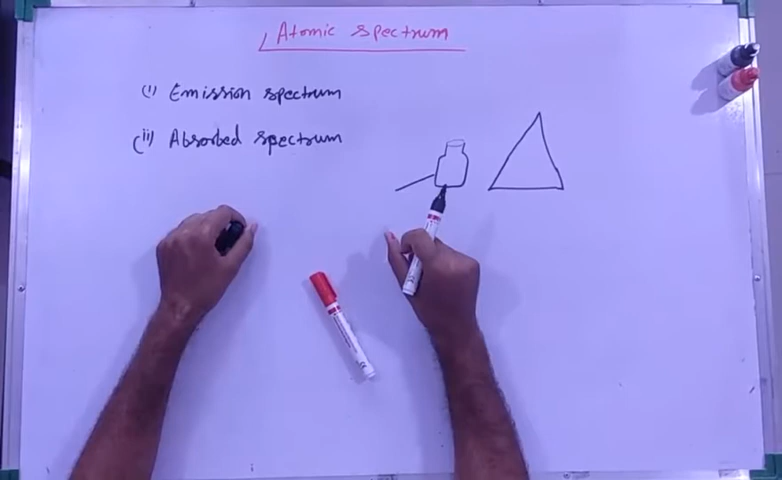 Atomic spectrum
(i) Emission spectrum
(ii) Absorbed spectrum